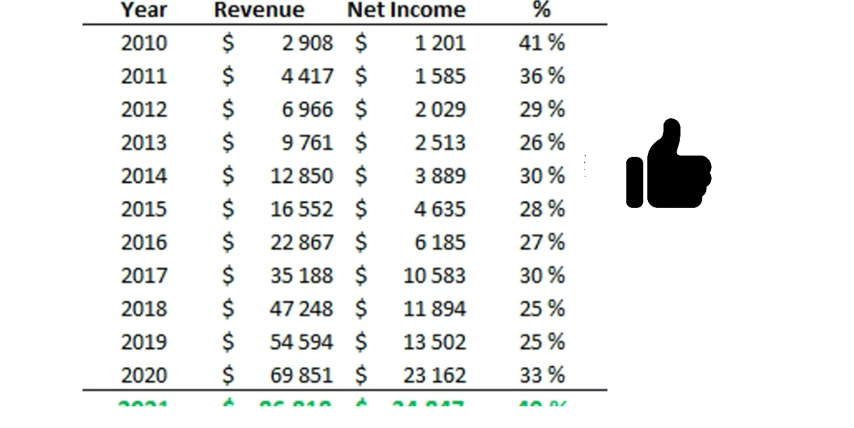 Year Revenue Net Income %
2010 $ 2 908 $ 1 201 41 %
2011 $ 4 417 $ 1 585 36 %
2012 $ 6 966 $ 2 029 29 %
2013 $ 9 761 $ 2 513 26 %
2014 $ 12 850 $ 3 889 30 %
2015 $ 16 552 $ 4 635 28 %
2016 $ 22 867 $ 6 185 27 %
2017 $ 35 188 $ 10 583 30 %
2018 $ 47 248 $ 11 894 25 %
2019 $ 54 594 $ 13 502 25 %
2020 $ 69 851 $ 23 162 33 %